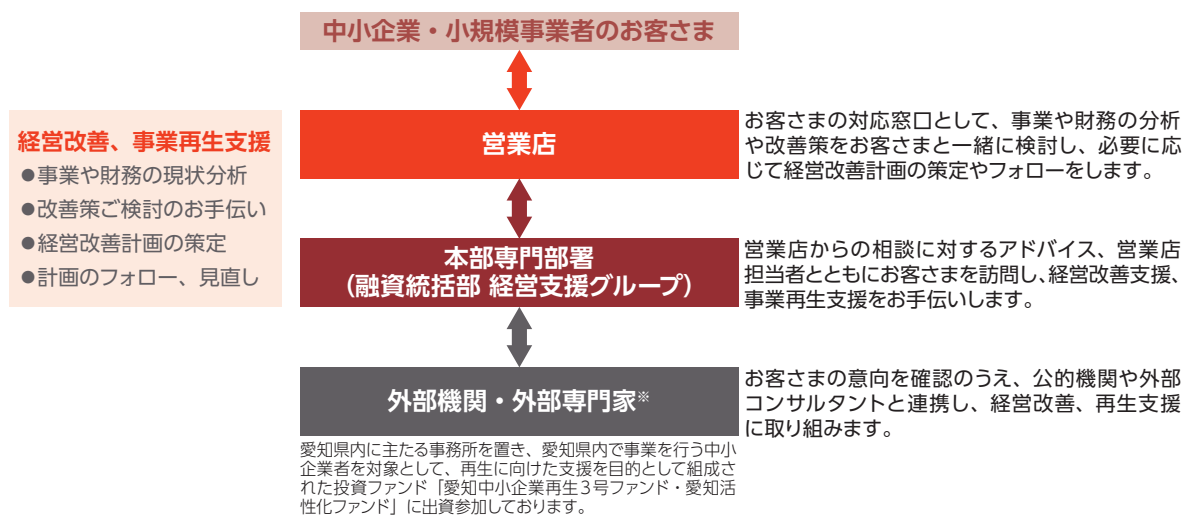 中小企業・小規模事業者のお客さま
経営改善、事業再生支援
●事業や財務の現状分析
●改善策ご検討のお手伝い
●経営改善計画の策定
●計画のフォロー、見直し
営業店
お客さまの対応窓口として、事業や財務の分析
や改善策をお客さまと一緒に検討し、必要に応
じて経営改善計画の策定やフォローをします。
本部専門部署
（融資統括部 経営支援グループ）
営業店からの相談に対するアドバイス、営業店
担当者とともにお客さまを訪問し、経営改善支援、
事業再生支援をお手伝いします。
外部機関・外部専門家※
お客さまの意向を確認のうえ、公的機関や外部
コンサルタントと連携し、経営改善、再生支援
に取り組みます。
愛知県内に主たる事務所を置き、愛知県内で事業を行う中小
企業者を対象として、再生に向けた支援を目的として組成さ
れた投資ファンド「愛知中小企業再生3号ファンド・愛知活
性化ファンド」に出資参加しております。